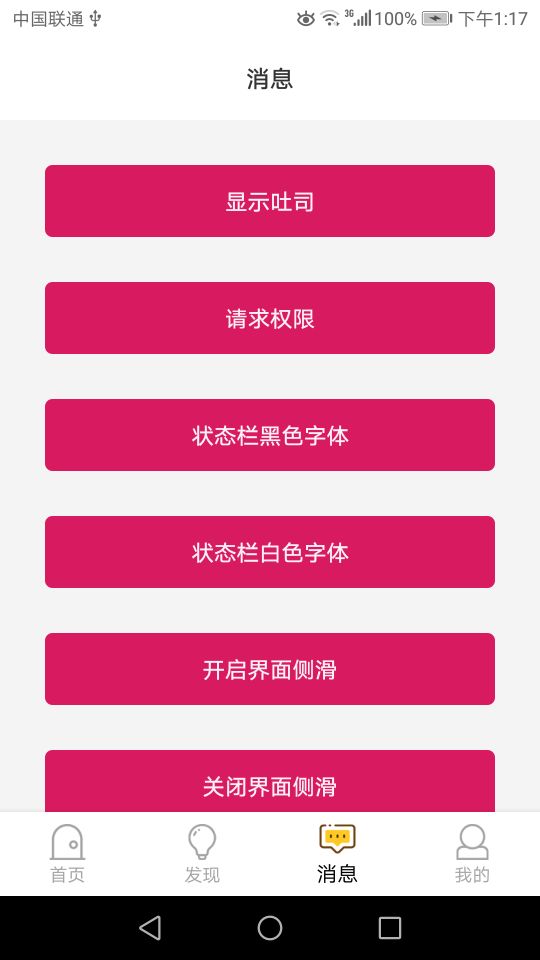 中国联通 3G 100% 下午1:17
消息
显示吐司
请求权限
状态栏黑色字体
状态栏白色字体
开启界面侧滑
关闭界面侧滑
首页 发现 消息 我的